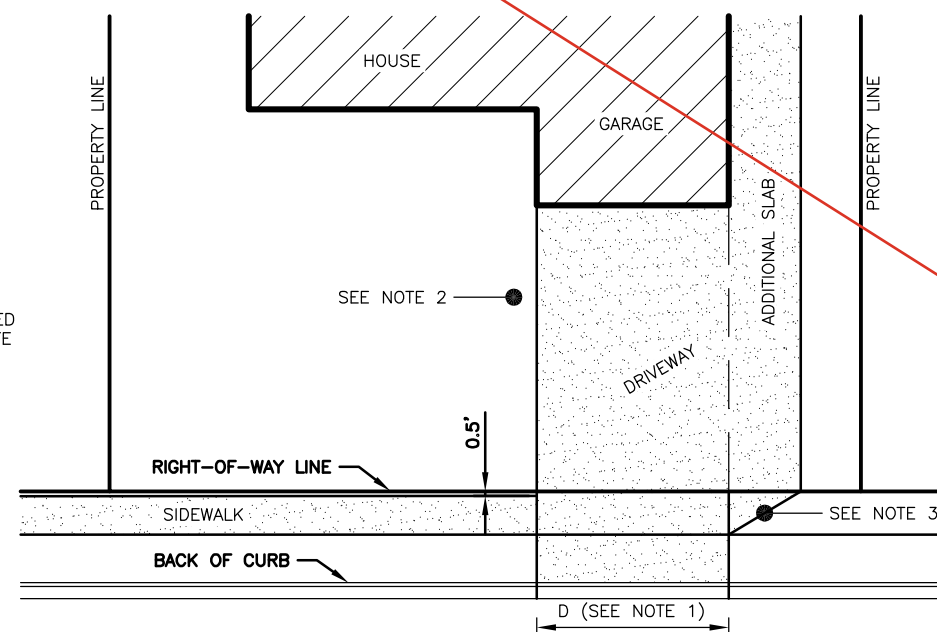 HOUSE
GARAGE
PROPERTY LINE
PROPERTY LINE
ADDITIONAL SLAB
SEE NOTE 2
DRIVEWAY
0.5'
RIGHT-OF-WAY LINE
SIDEWALK
SEE NOTE 3
BACK OF CURB
D (SEE NOTE 1)